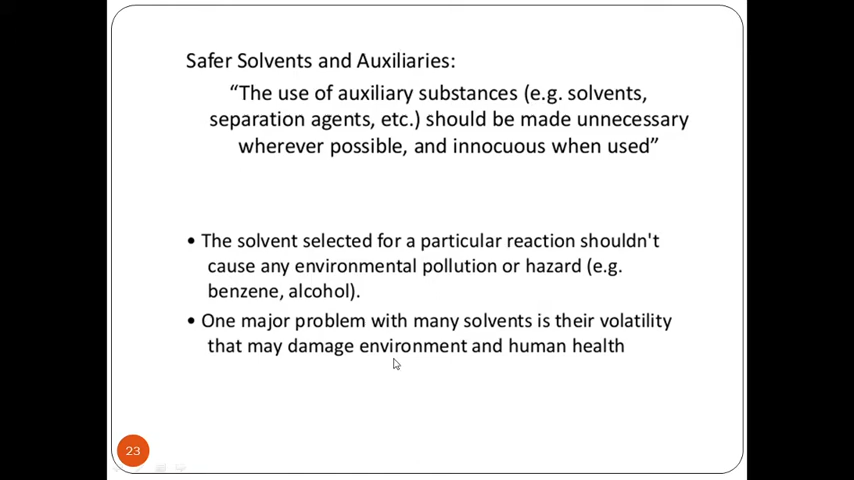 Safer Solvents and Auxiliaries:
“The use of auxiliary substances (e.g. solvents,
separation agents, etc.) should be made unnecessary
wherever possible, and innocuous when used”
• The solvent selected for a particular reaction shouldn't
cause any environmental pollution or hazard (e.g.
benzene, alcohol).
• One major problem with many solvents is their volatility
that may damage environment and human health
23